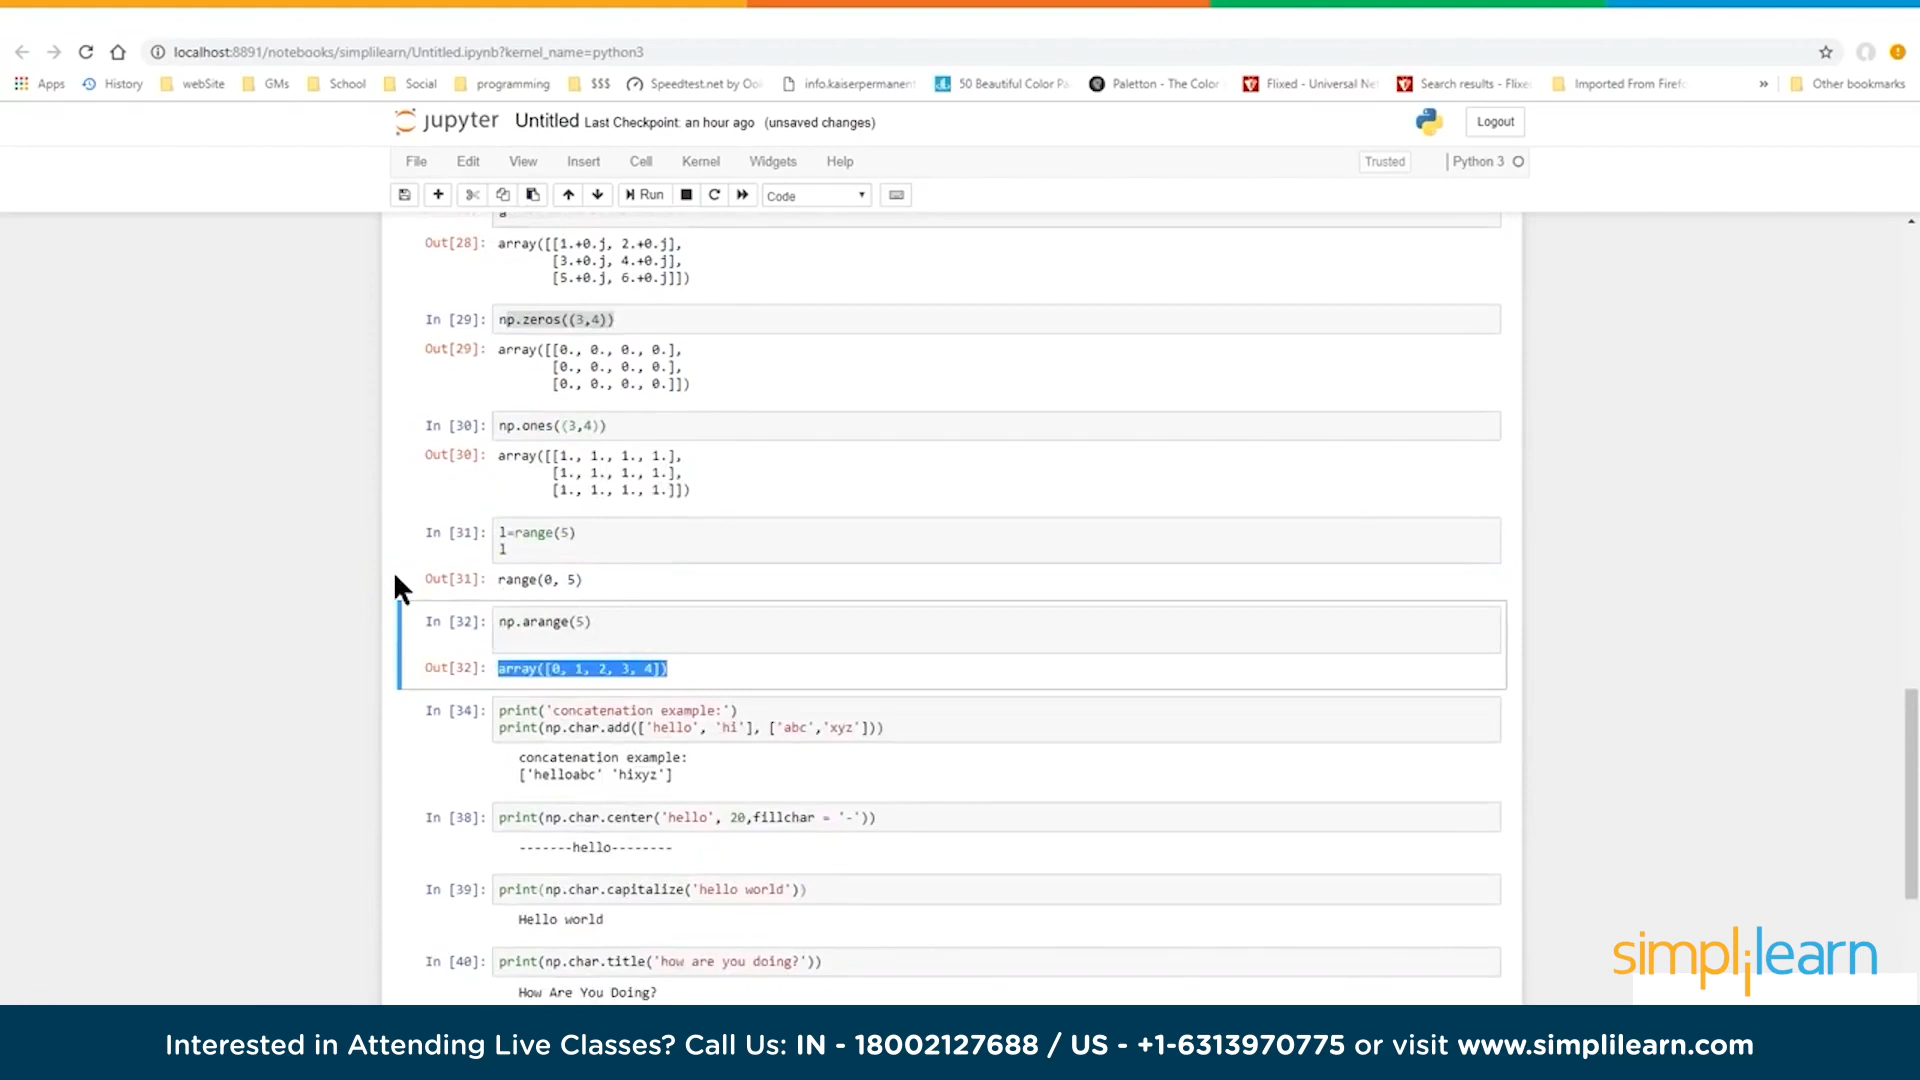 localhost:8891/notebooks/simplilearn/Untitled.ipynb?kernel_name=python3
Apps History webSite GMs School Social programming $$$ Speedtest.net by Oo info.kaiserpermanent 50 Beautiful Color Pa Paletton - The Color Flixed - Universal Ne Search results - Flixe Imported From Firef » Other bookmarks
jupyter Untitled Last Checkpoint: an hour ago (unsaved changes) Logout
File Edit View Insert Cell Kernel Widgets Help Trusted Python 3
Run Code
a
Out[28]: array([[1.+0.j, 2.+0.j],
[3.+0.j, 4.+0.j],
[5.+0.j, 6.+0.j]])
In [29]: np.zeros((3,4))
Out[29]: array([[0., 0., 0., 0.],
[0., 0., 0., 0.],
[0., 0., 0., 0.]])
In [30]: np.ones((3,4))
Out[30]: array([[1., 1., 1., 1.],
[1., 1., 1., 1.],
[1., 1., 1., 1.]])
In [31]: l=range(5)
l
Out[31]: range(0, 5)
In [32]: np.arange(5)
Out[32]: array([0, 1, 2, 3, 4])
In [34]: print('concatenation example:')
print(np.char.add(['hello', 'hi'], ['abc','xyz']))
concatenation example:
['helloabc' 'hixyz']
In [38]: print(np.char.center('hello', 20,fillchar = '-'))
-------hello--------
In [39]: print(np.char.capitalize('hello world'))
Hello world
In [40]: print(np.char.title('how are you doing?'))
How Are You Doing?
simplilearn
Interested in Attending Live Classes? Call Us: IN - 18002127688 / US - +1-6313970775 or visit www.simplilearn.com